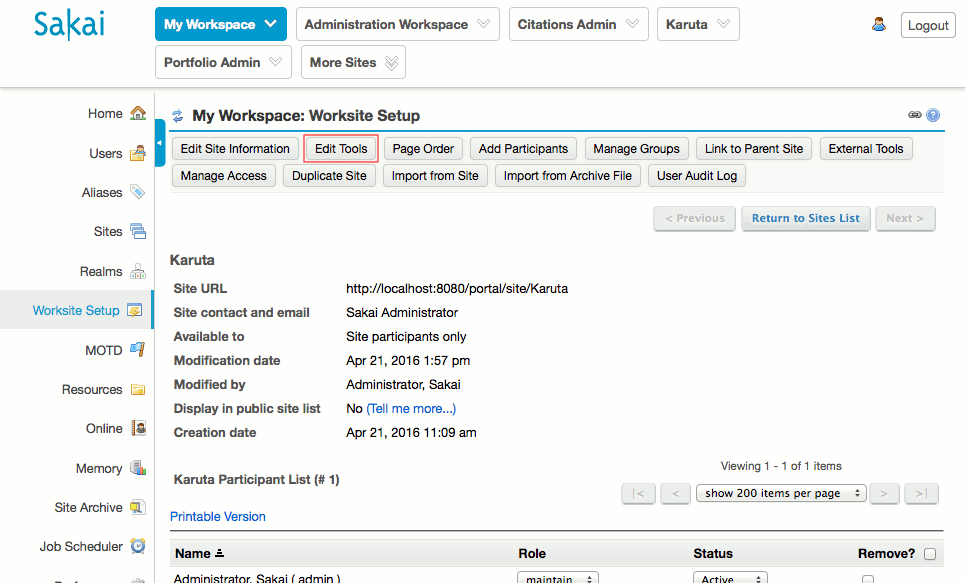 Sakai
My Workspace Administration Workspace Citations Admin Karuta Logout
Portfolio Admin More Sites
Home
Users
Aliases
Sites
Realms
Worksite Setup
MOTD
Resources
Online
Memory
Site Archive
Job Scheduler
My Workspace: Worksite Setup
Edit Site Information Edit Tools Page Order Add Participants Manage Groups Link to Parent Site External Tools
Manage Access Duplicate Site Import from Site Import from Archive File User Audit Log
< Previous Return to Sites List Next >
Karuta
Site URL http://localhost:8080/portal/site/Karuta
Site contact and email Sakai Administrator
Available to Site participants only
Modification date Apr 21, 2016 1:57 pm
Modified by Administrator, Sakai
Display in public site list No (Tell me more...)
Creation date Apr 21, 2016 11:09 am
Viewing 1 - 1 of 1 items
Karuta Participant List (# 1)
|< < show 200 items per page > >|
Printable Version
Name Role Status Remove?
Administrator, Sakai ( admin ) maintain Active